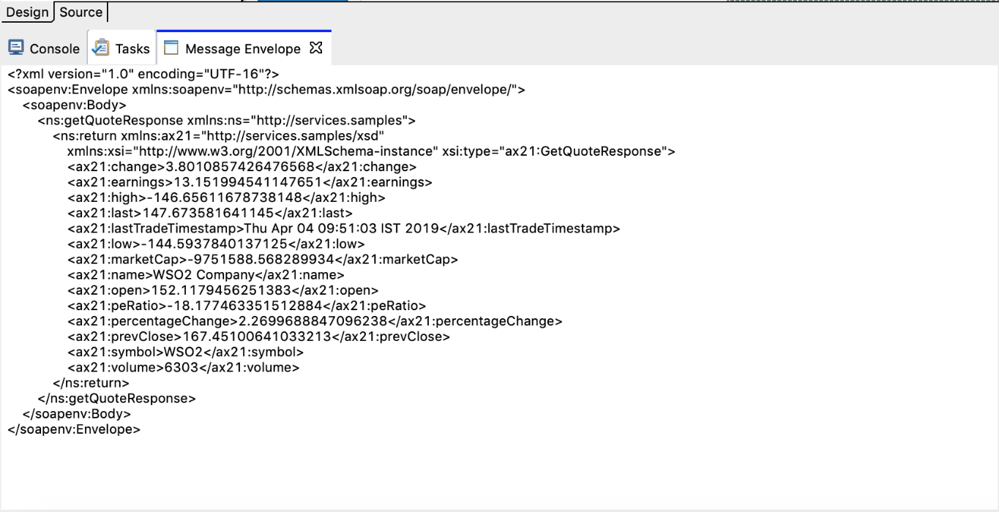 Design Source
Console Tasks Message Envelope
<?xml version="1.0" encoding="UTF-16"?>
<soapenv:Envelope xmlns:soapenv="http://schemas.xmlsoap.org/soap/envelope/">
<soapenv:Body>
<ns:getQuoteResponse xmlns:ns="http://services.samples">
<ns:return xmlns:ax21="http://services.samples/xsd"
xmlns:xsi="http://www.w3.org/2001/XMLSchema-instance" xsi:type="ax21:GetQuoteResponse">
<ax21:change>3.8010857426476568</ax21:change>
<ax21:earnings>13.151994541147651</ax21:earnings>
<ax21:high>-146.65611678738148</ax21:high>
<ax21:last>147.673581641145</ax21:last>
<ax21:lastTradeTimestamp>Thu Apr 04 09:51:03 IST 2019</ax21:lastTradeTimestamp>
<ax21:low>-144.5937840137125</ax21:low>
<ax21:marketCap>-9751588.568289934</ax21:marketCap>
<ax21:name>WSO2 Company</ax21:name>
<ax21:open>152.1179456251383</ax21:open>
<ax21:peRatio>-18.177463351512884</ax21:peRatio>
<ax21:percentageChange>2.2699688847096238</ax21:percentageChange>
<ax21:prevClose>167.45100641033213</ax21:prevClose>
<ax21:symbol>WSO2</ax21:symbol>
<ax21:volume>6303</ax21:volume>
</ns:return>
</ns:getQuoteResponse>
</soapenv:Body>
</soapenv:Envelope>